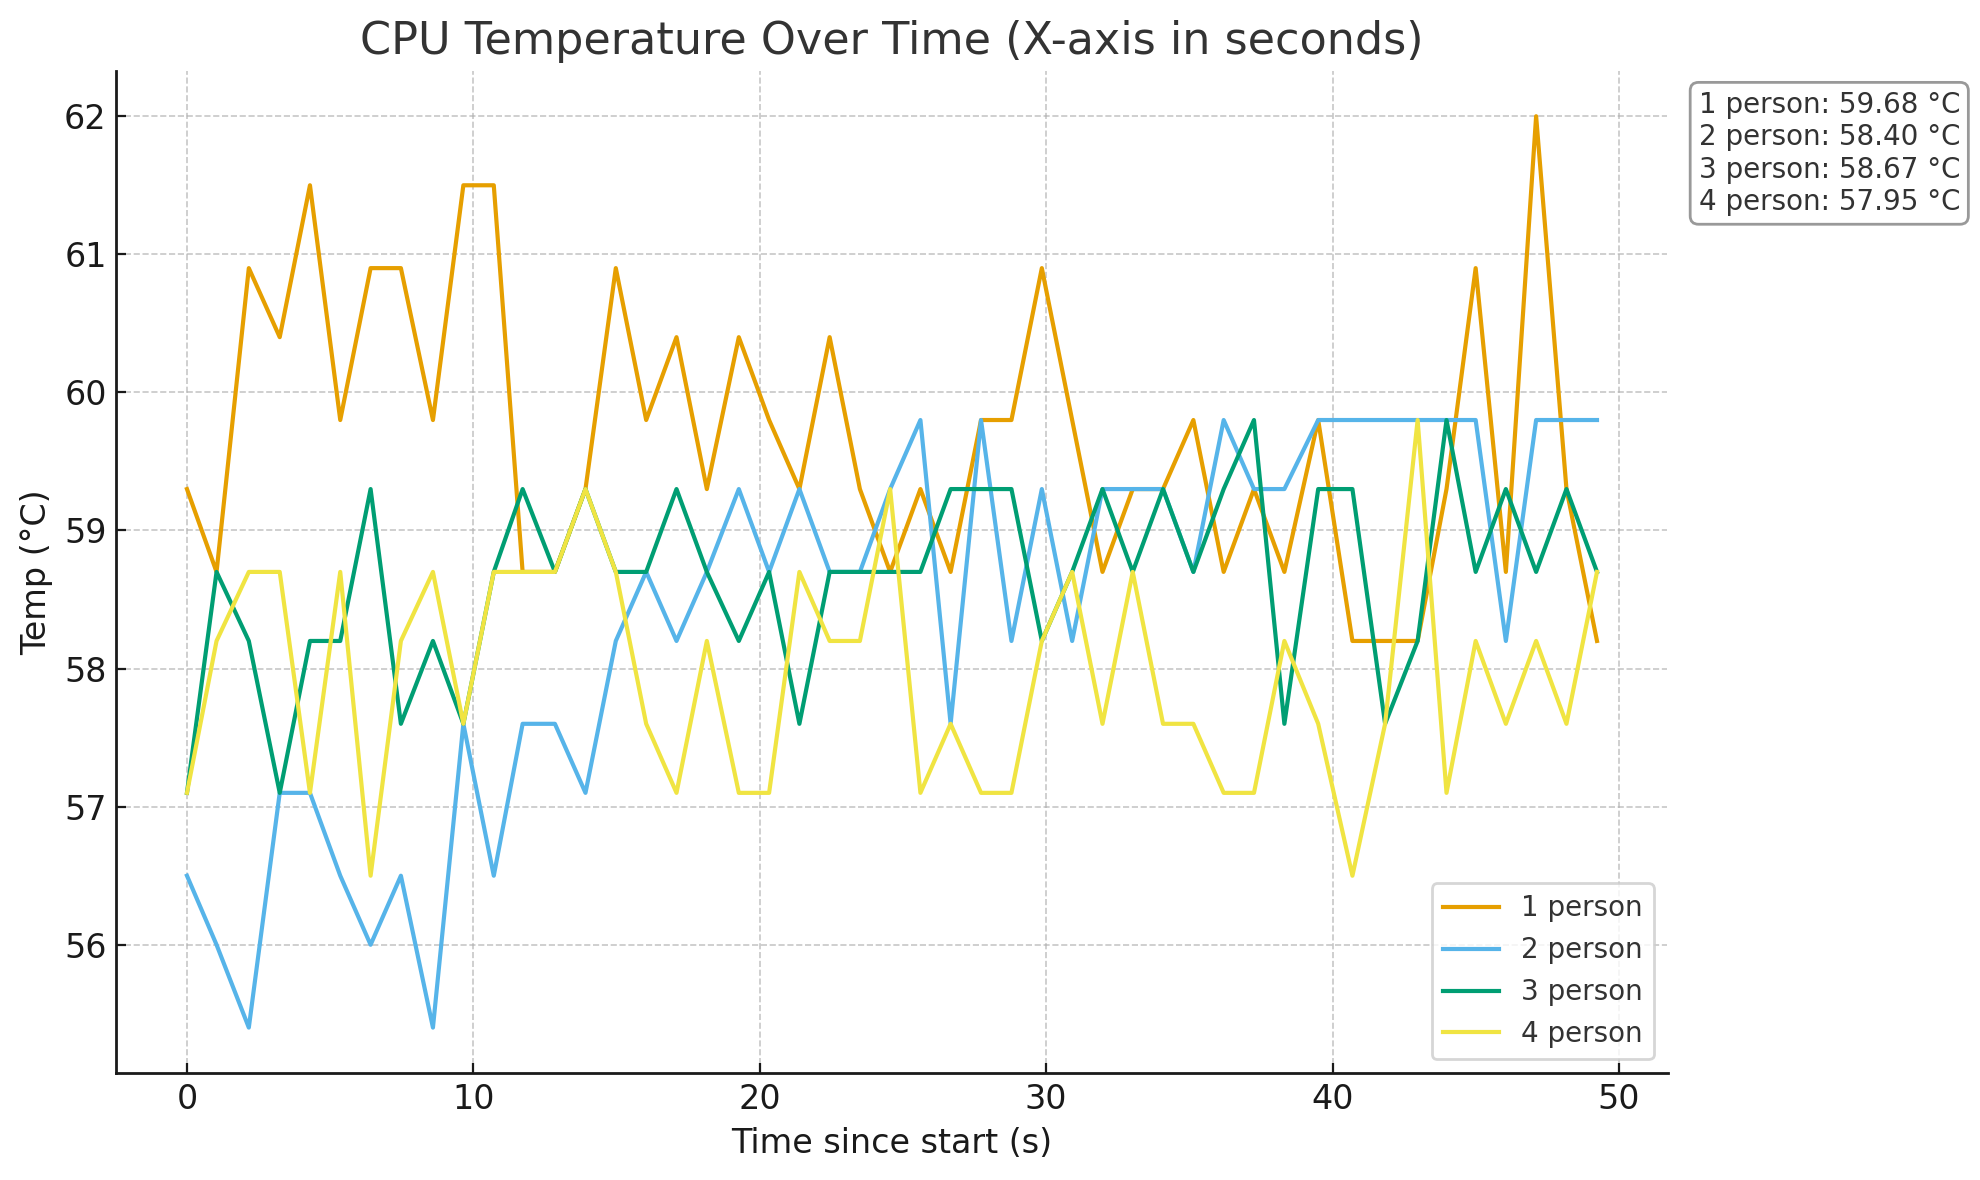 CPU Temperature Over Time (X-axis in seconds)
1 person: 59.68 °C
2 person: 58.40 °C
3 person: 58.67 °C
4 person: 57.95 °C
Temp (°C)
62
61
60
59
58
57
56
1 person
2 person
3 person
4 person
0 10 20 30 40 50
Time since start (s)